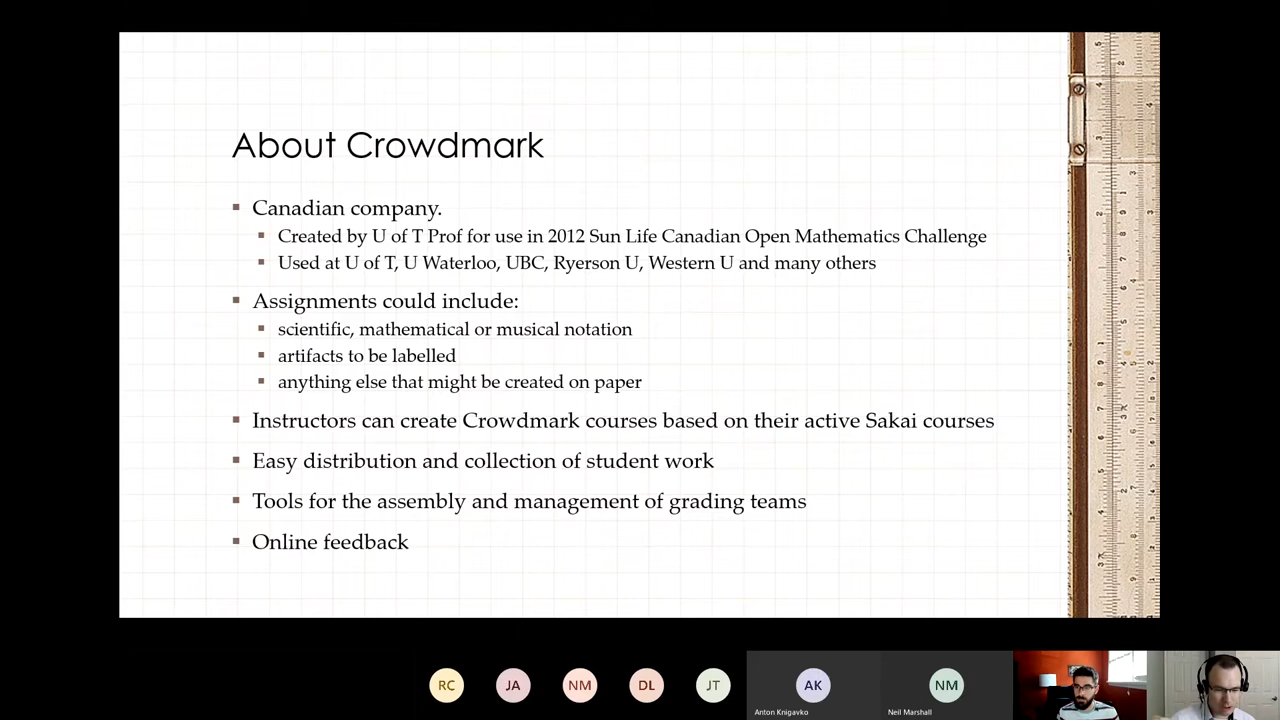 About Crowdmark
Canadian company.
Created by U of T Prof for use in 2012 Sun Life Canadian Open Mathematics Challenge
Used at U of T, U Waterloo, UBC, Ryerson U, Western U and many others
Assignments could include:
scientific, mathematical or musical notation
artifacts to be labelled
anything else that might be created on paper
Instructors can create Crowdmark courses based on their active Sakai courses
Easy distribution and collection of student work
Tools for the assembly and management of grading teams
Online feedback
RC JA NM DL JT AK NM
Anton Knigavko Neil Marshall